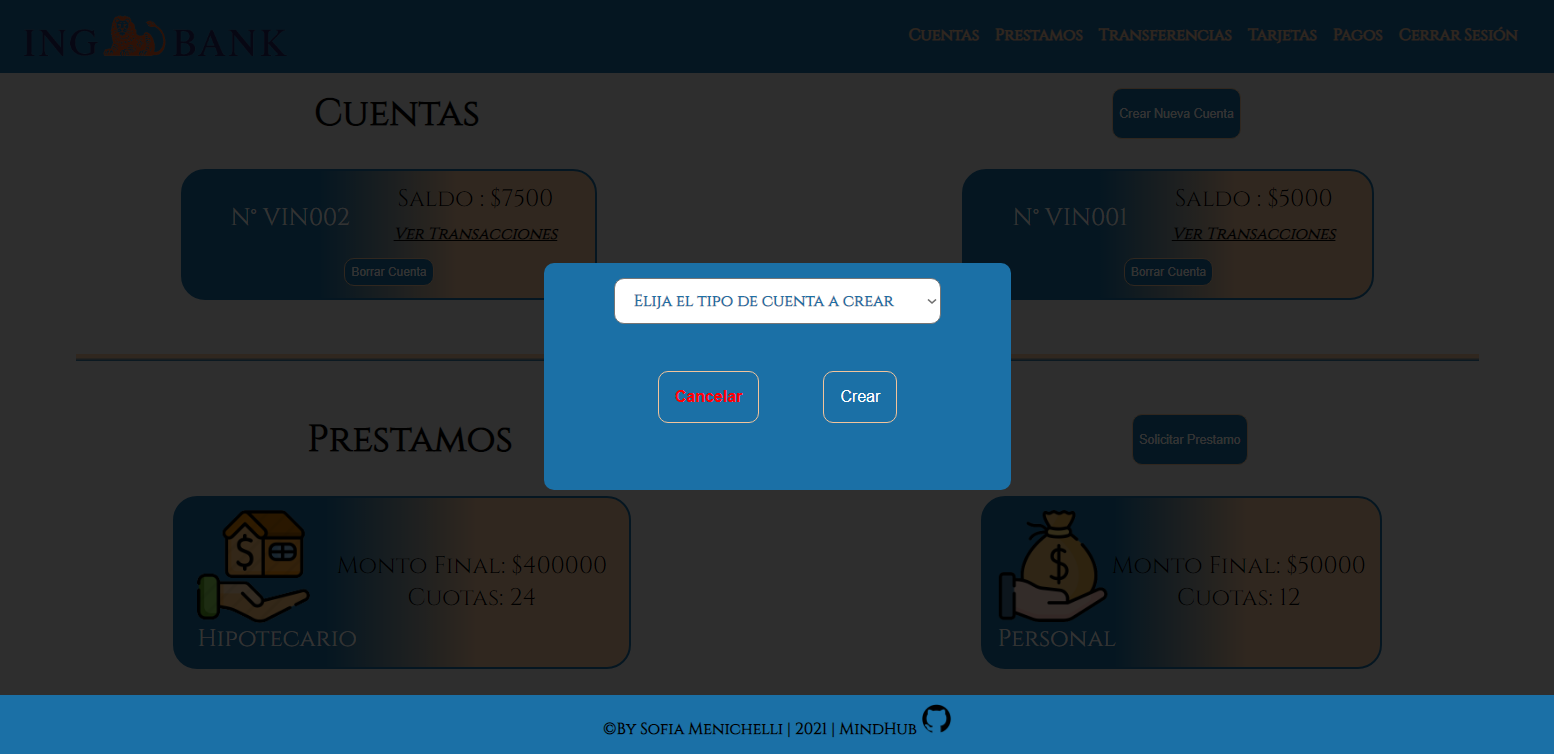 ING BANK
Cuentas Prestamos Transferencias Tarjetas Pagos Cerrar Sesión
Cuentas
Crear Nueva Cuenta
N° VIN002
Saldo : $7500
Ver Transacciones
Borrar Cuenta
N° VIN001
Saldo : $5000
Ver Transacciones
Borrar Cuenta
Elija el tipo de cuenta a crear
Cancelar
Crear
Prestamos
Solicitar Prestamo
Monto Final: $400000
Cuotas: 24
Hipotecario
Monto Final: $50000
Cuotas: 12
Personal
©By Sofia Menichelli | 2021 | MindHub